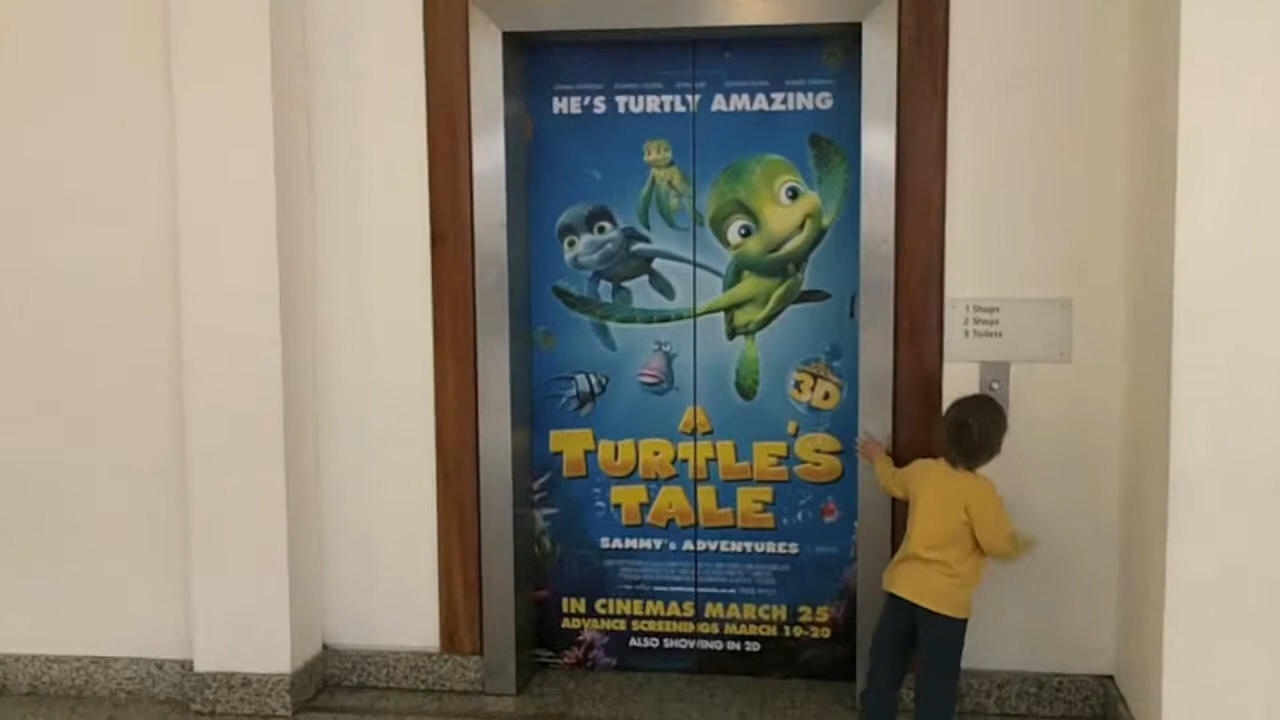 HE'S TURTLY AMAZING
3D
A
TURTLE'S
TALE
SAMMY'S ADVENTURES
IN CINEMAS MARCH 25
ADVANCE SCREENINGS MARCH 19-20
ALSO SHOWING IN 2D
1 Shops
2 Shops
3 Toilets